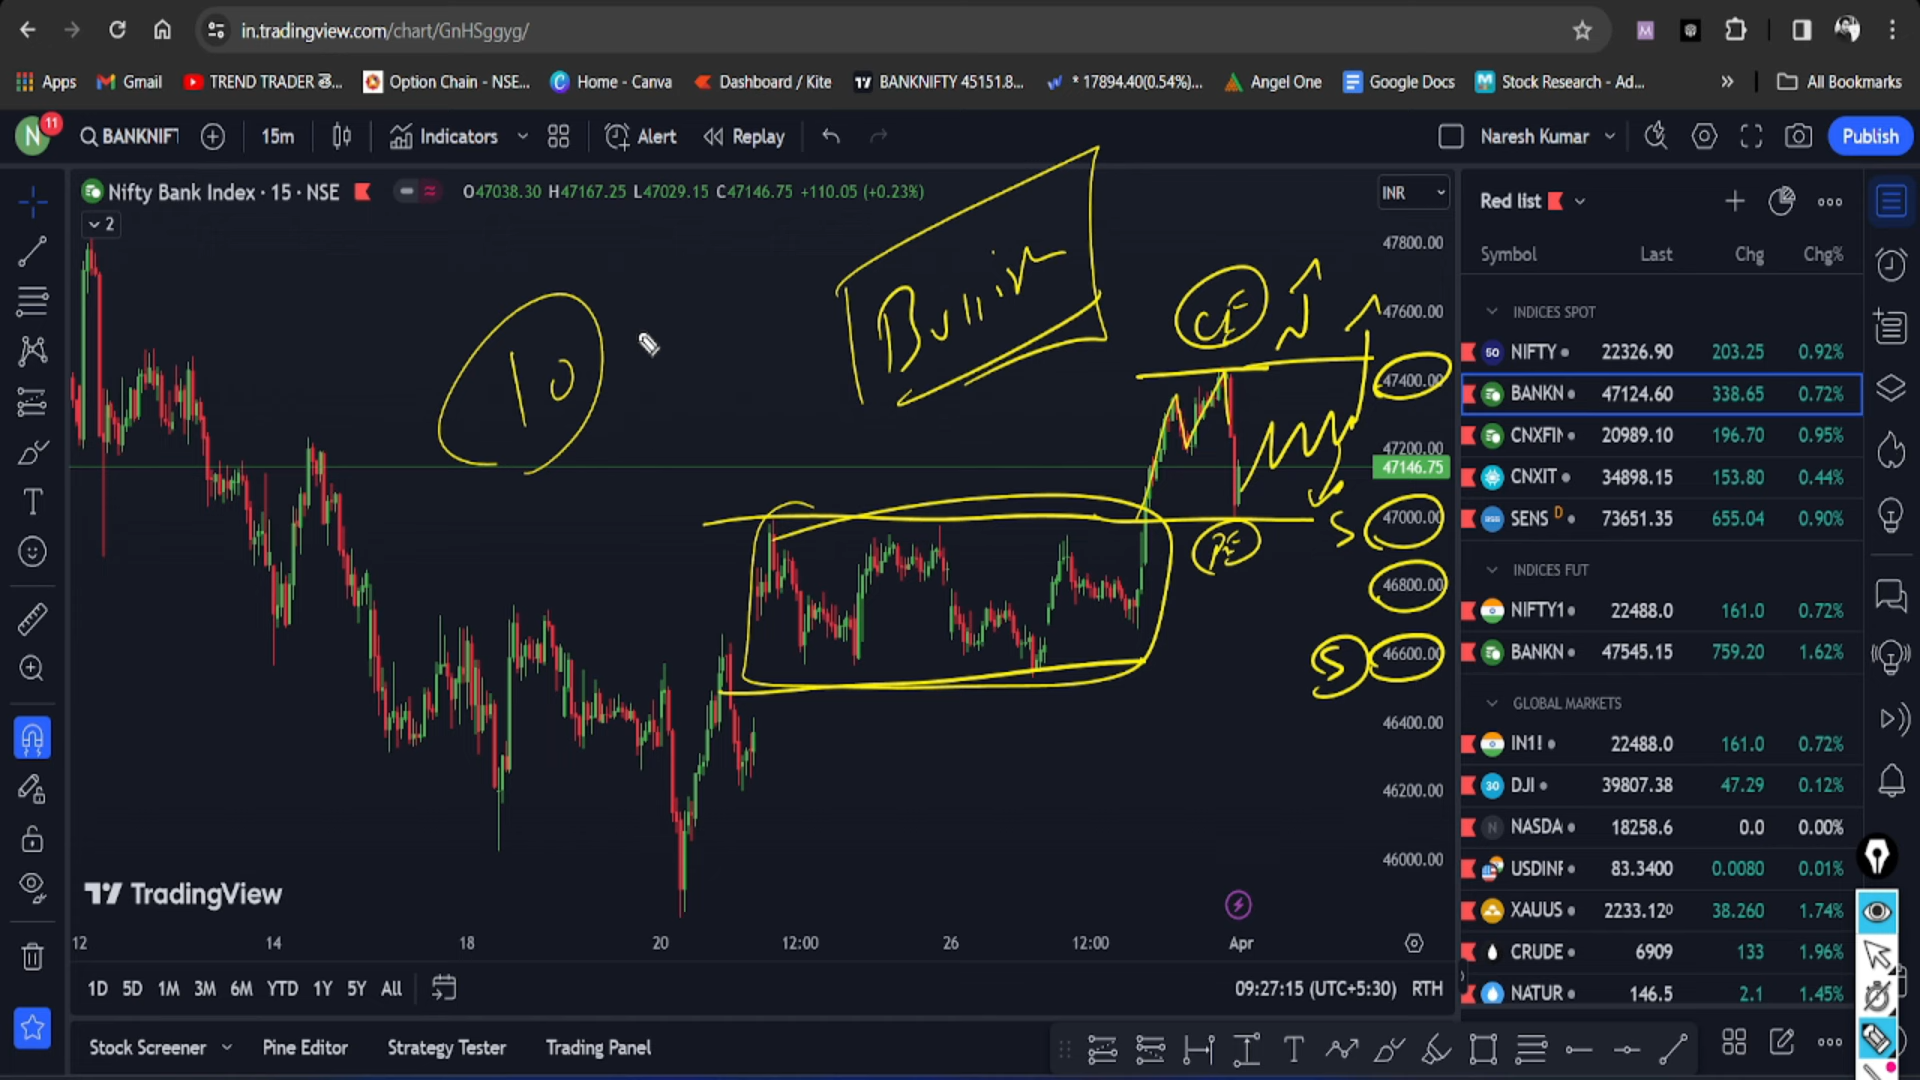 in.tradingview.com/chart/GnHSggyg/
Apps Gmail Option Chain - NSE... Home - Canva Dashboard / Kite BANKNIFTY 45151.8... * 17894.40(0.54%)... Angel One Google Docs Stock Research - Ad... » All Bookmarks
N 11 BANKNIFT 15m Indicators Alert Replay Naresh Kumar Publish
Nifty Bank Index · 15 · NSE O47038.30 H47167.25 L47029.15 C47146.75 +110.05 (+0.23%) INR
2
47800.00
47600.00
47400.00
47200.00
47146.75
47000.00
46800.00
46600.00
46400.00
46200.00
46000.00
10
CE
PE
S
S
TradingView
12 14 18 20 12:00 26 12:00 Apr
1D 5D 1M 3M 6M YTD 1Y 5Y All 09:27:15 (UTC+5:30) RTH
Stock Screener Pine Editor Strategy Tester Trading Panel
Red list
Symbol Last Chg Chg%
INDICES SPOT
50 NIFTY 22326.90 203.25 0.92%
BANKN 47124.60 338.65 0.72%
CNXFIN 20989.10 196.70 0.95%
CNXIT 34898.15 153.80 0.44%
SENS D 73651.35 655.04 0.90%
INDICES FUT
NIFTY1 22488.0 161.0 0.72%
BANKN 47545.15 759.20 1.62%
GLOBAL MARKETS
IN1! 22488.0 161.0 0.72%
30 DJI 39807.38 47.29 0.12%
N NASDA 18258.6 0.0 0.00%
USDINF 83.3400 0.0080 0.01%
XAUUS 2233.120 38.260 1.74%
CRUDE 6909 133 1.96%
NATUR 146.5 2.1 1.45%